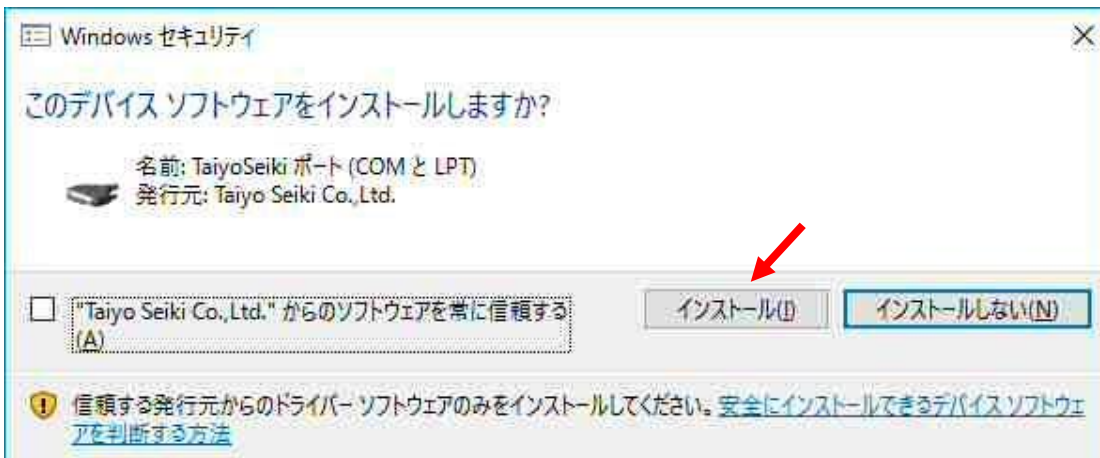 Windows セキュリティ
このデバイス ソフトウェアをインストールしますか?
名前: TaiyoSeiki ポート (COM と LPT)
発行元: Taiyo Seiki Co.,Ltd.
"Taiyo Seiki Co.,Ltd." からのソフトウェアを常に信頼する
(A)
インストール(I)
インストールしない(N)
信頼する発行元からのドライバー ソフトウェアのみをインストールしてください。安全にインストールできるデバイス ソフトウェ
アを判断する方法